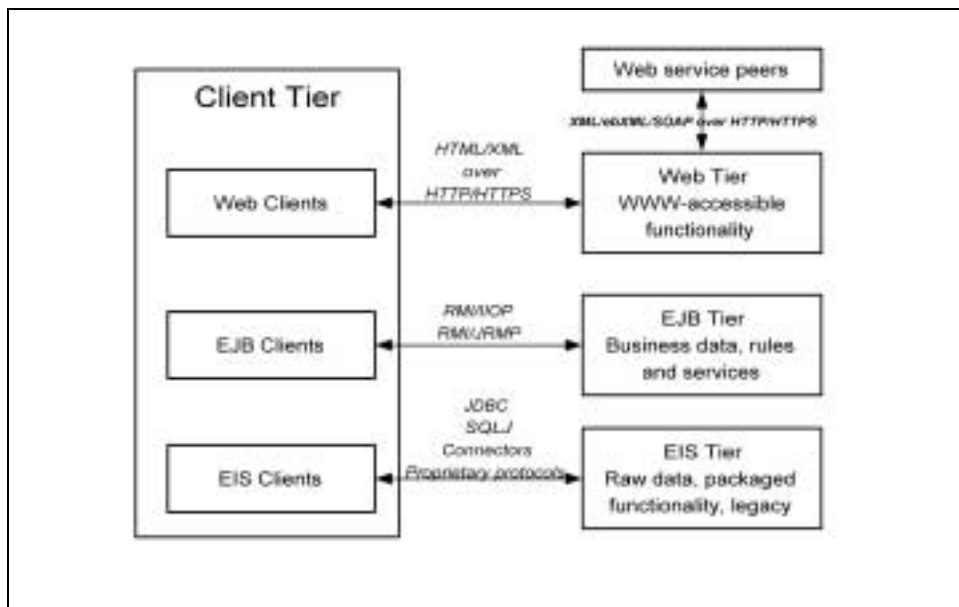 Client Tier
Web service peers
XML/ebXML/SOAP over HTTP/HTTPS
HTML/XML
over
HTTP/HTTPS
Web Clients
Web Tier
WWW-accessible
functionality
RMI/IIOP
RMI/JRMP
EJB Clients
EJB Tier
Business data, rules
and services
JDBC
SQLJ
Connectors
Proprietary protocols
EIS Clients
EIS Tier
Raw data, packaged
functionality, legacy